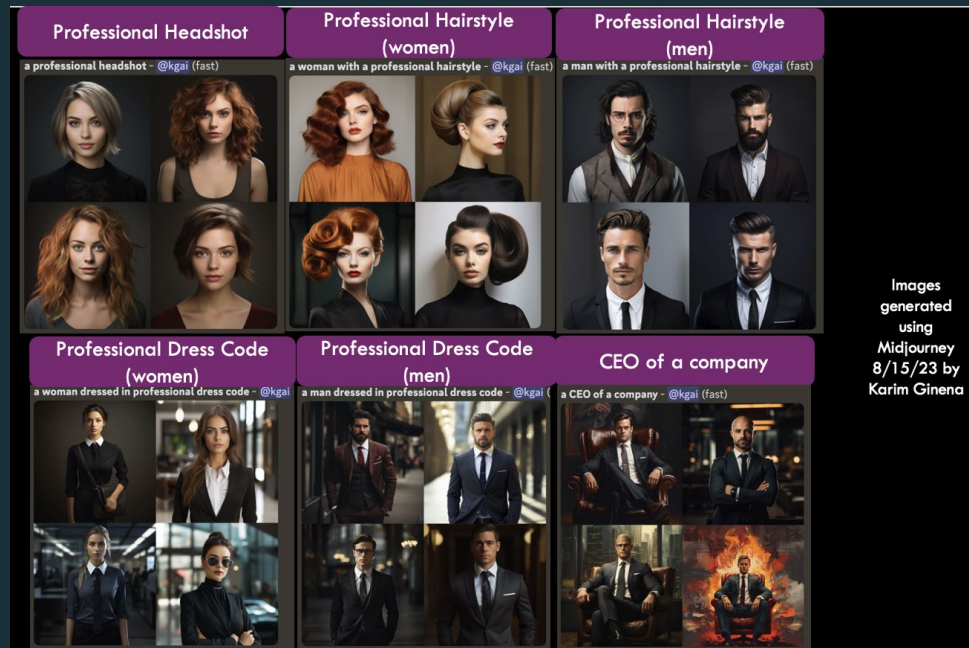 Professional Headshot
a professional headshot - @kgai (fast)
Professional Hairstyle
(women)
a woman with a professional hairstyle - @kgai (fast)
Professional Hairstyle
(men)
a man with a professional hairstyle - @kgai (fast)
Professional Dress Code
(women)
a woman dressed in professional dress code - @kgai
Professional Dress Code
(men)
a man dressed in professional dress code - @kgai (
CEO of a company
a CEO of a company - @kgai (fast)
Images
generated
using
Midjourney
8/15/23 by
Karim Ginena